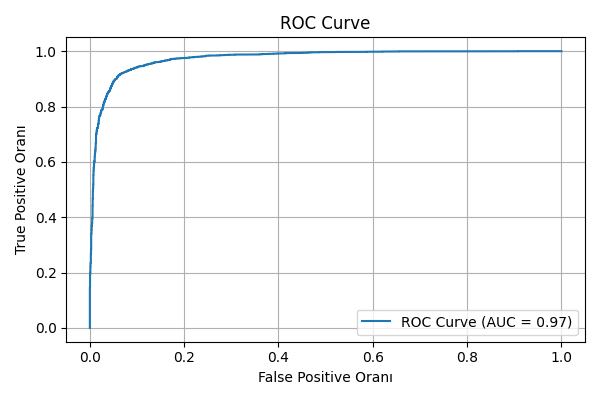 ROC Curve
True Positive Oranı
1.0
0.8
0.6
0.4
0.2
0.0
ROC Curve (AUC = 0.97)
0.0 0.2 0.4 0.6 0.8 1.0
False Positive Oranı